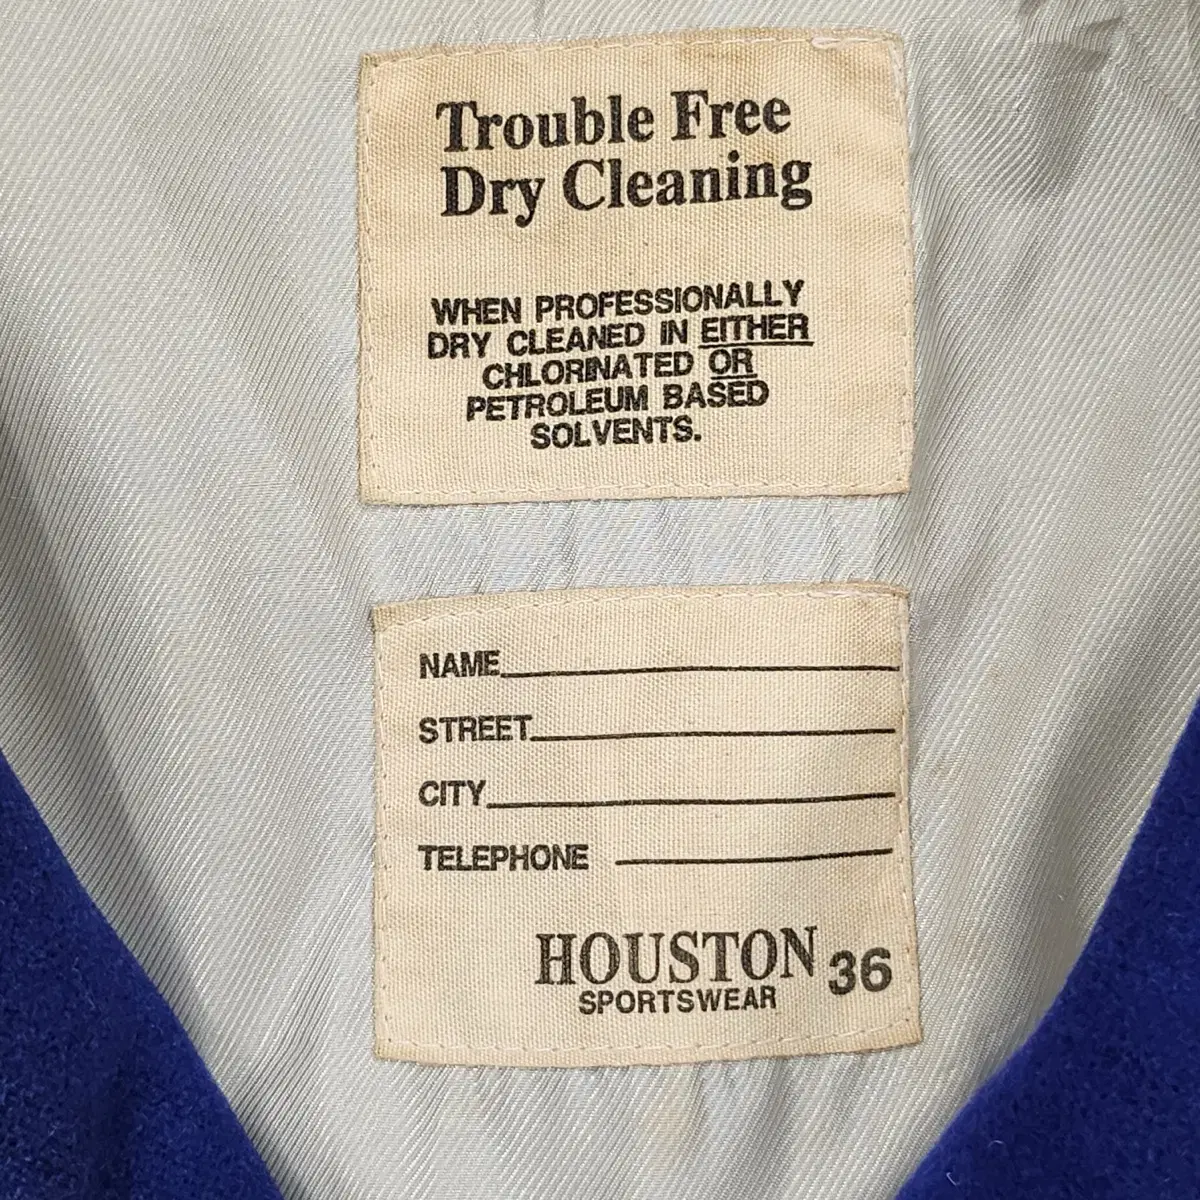 Trouble Free
Dry Cleaning
WHEN PROFESSIONALLY
DRY CLEANED IN EITHER
CHLORINATED OR
PETROLEUM BASED
SOLVENTS.
NAME
STREET
CITY
TELEPHONE
HOUSTON 36
SPORTSWEAR